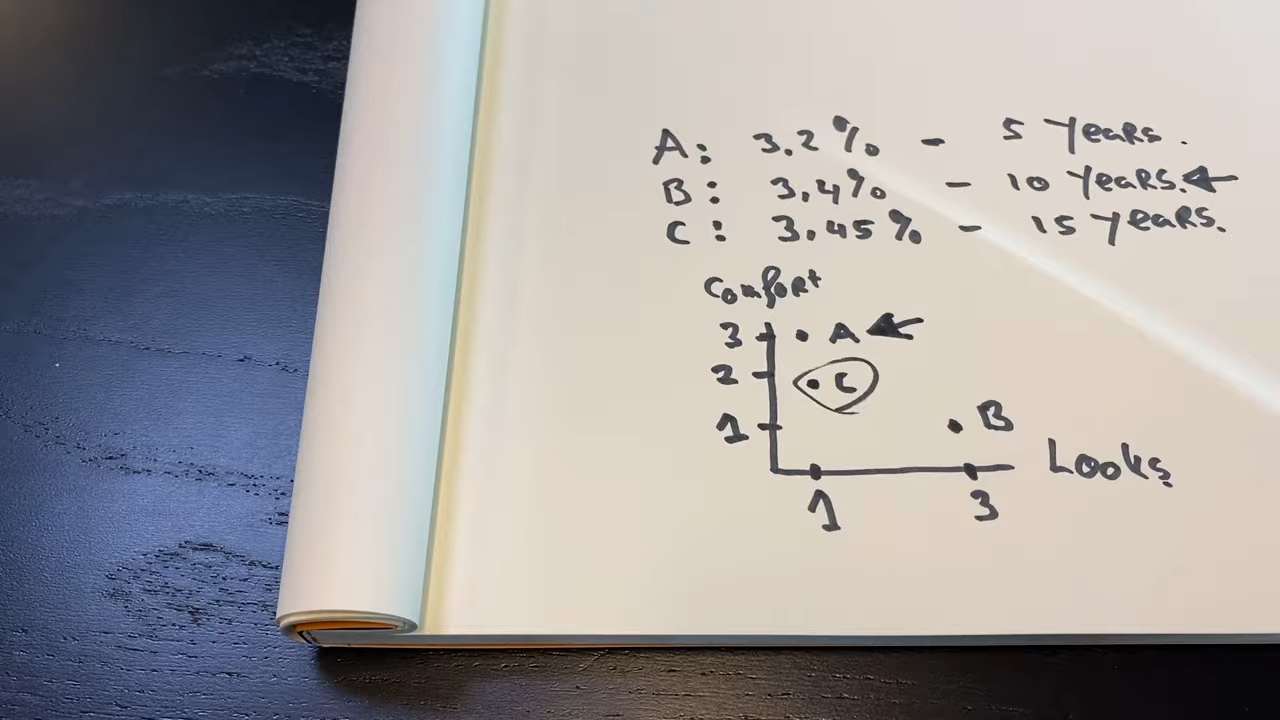 A: 3.2% - 5 Years.
B: 3.4% - 10 Years.
C: 3.45% - 15 Years.
Comfort
3 A
2 C
1 B
Looks
1 3